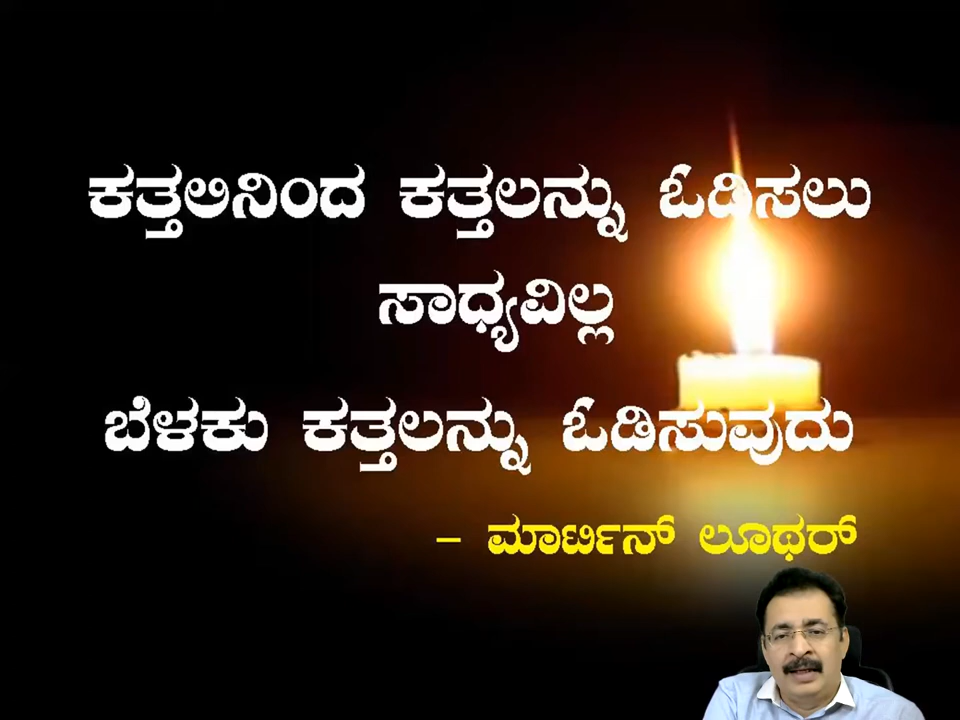 ಕತ್ತಲಿನಿಂದ ಕತ್ತಲನ್ನು ಓಡಿಸಲು
ಸಾಧ್ಯವಿಲ್ಲ
ಬೆಳಕು ಕತ್ತಲನ್ನು ಓಡಿಸುವುದು
– ಮಾರ್ಟಿನ್ ಲೂಥರ್